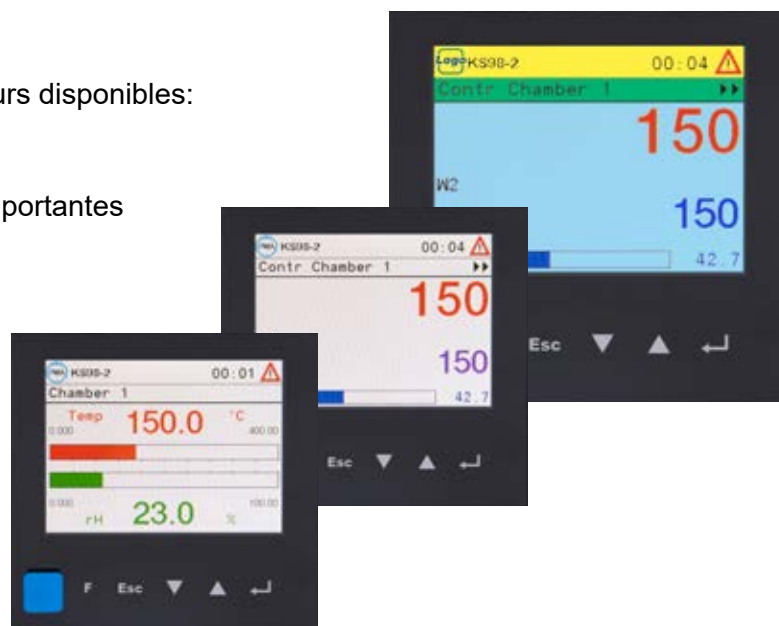 urs disponibles:
portantes
Logo KS98-2 00:04
Contr Chamber 1
150
W2
150
42.7
Esc
KS98-2 00:04
Contr Chamber 1
150
150
42.7
Esc
KS98-2 00:01
Chamber 1
Temp 150.0 °C
0.000 400.00
0.000 100.00
rH 23.0 %
F Esc